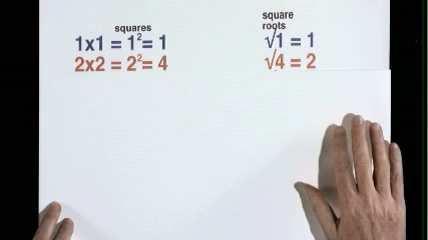 squares
1x1 = 1²= 1
2x2 = 2²= 4
square
roots
√1 = 1
√4 = 2